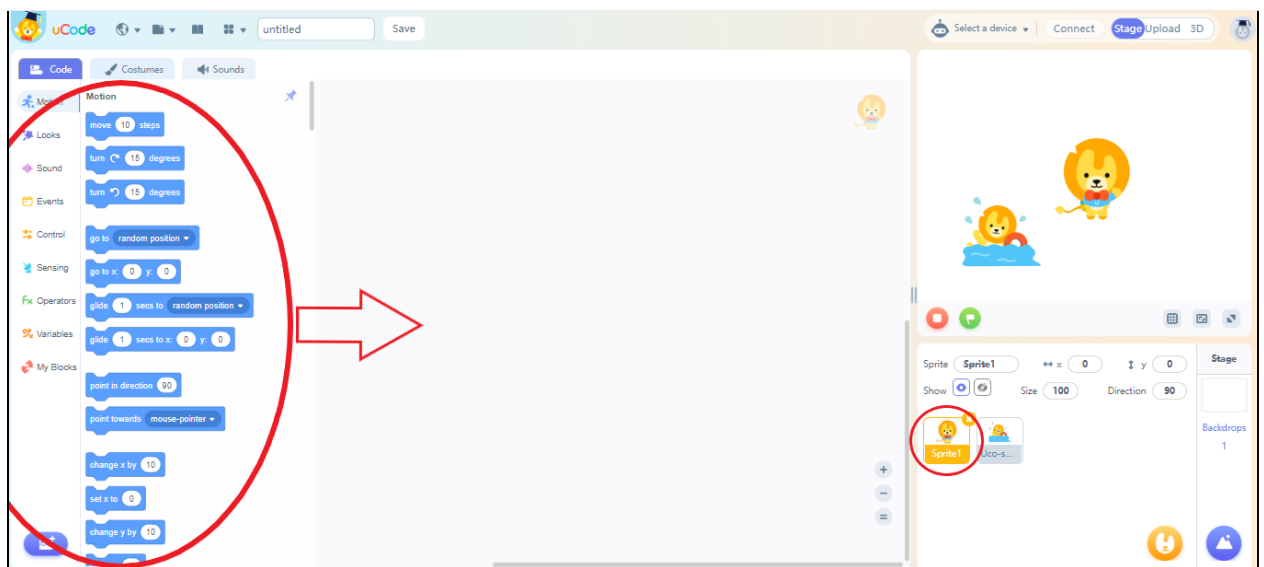 uCode untitled Save Select a device Connect Stage Upload 3D
Code Costumes Sounds
Motion
Looks
Sound
Events
Control
Sensing
Fx Operators
Variables
My Blocks
Motion
move 10 steps
turn 15 degrees
turn 15 degrees
go to random position
go to x: 0 y: 0
glide 1 secs to random position
glide 1 secs to x: 0 y: 0
point in direction 90
point towards mouse-pointer
change x by 10
set x to 0
change y by 10
Sprite Sprite1 x 0 y 0
Show Size 100 Direction 90
Sprite1 Uco-s...
Stage
Backdrops
1